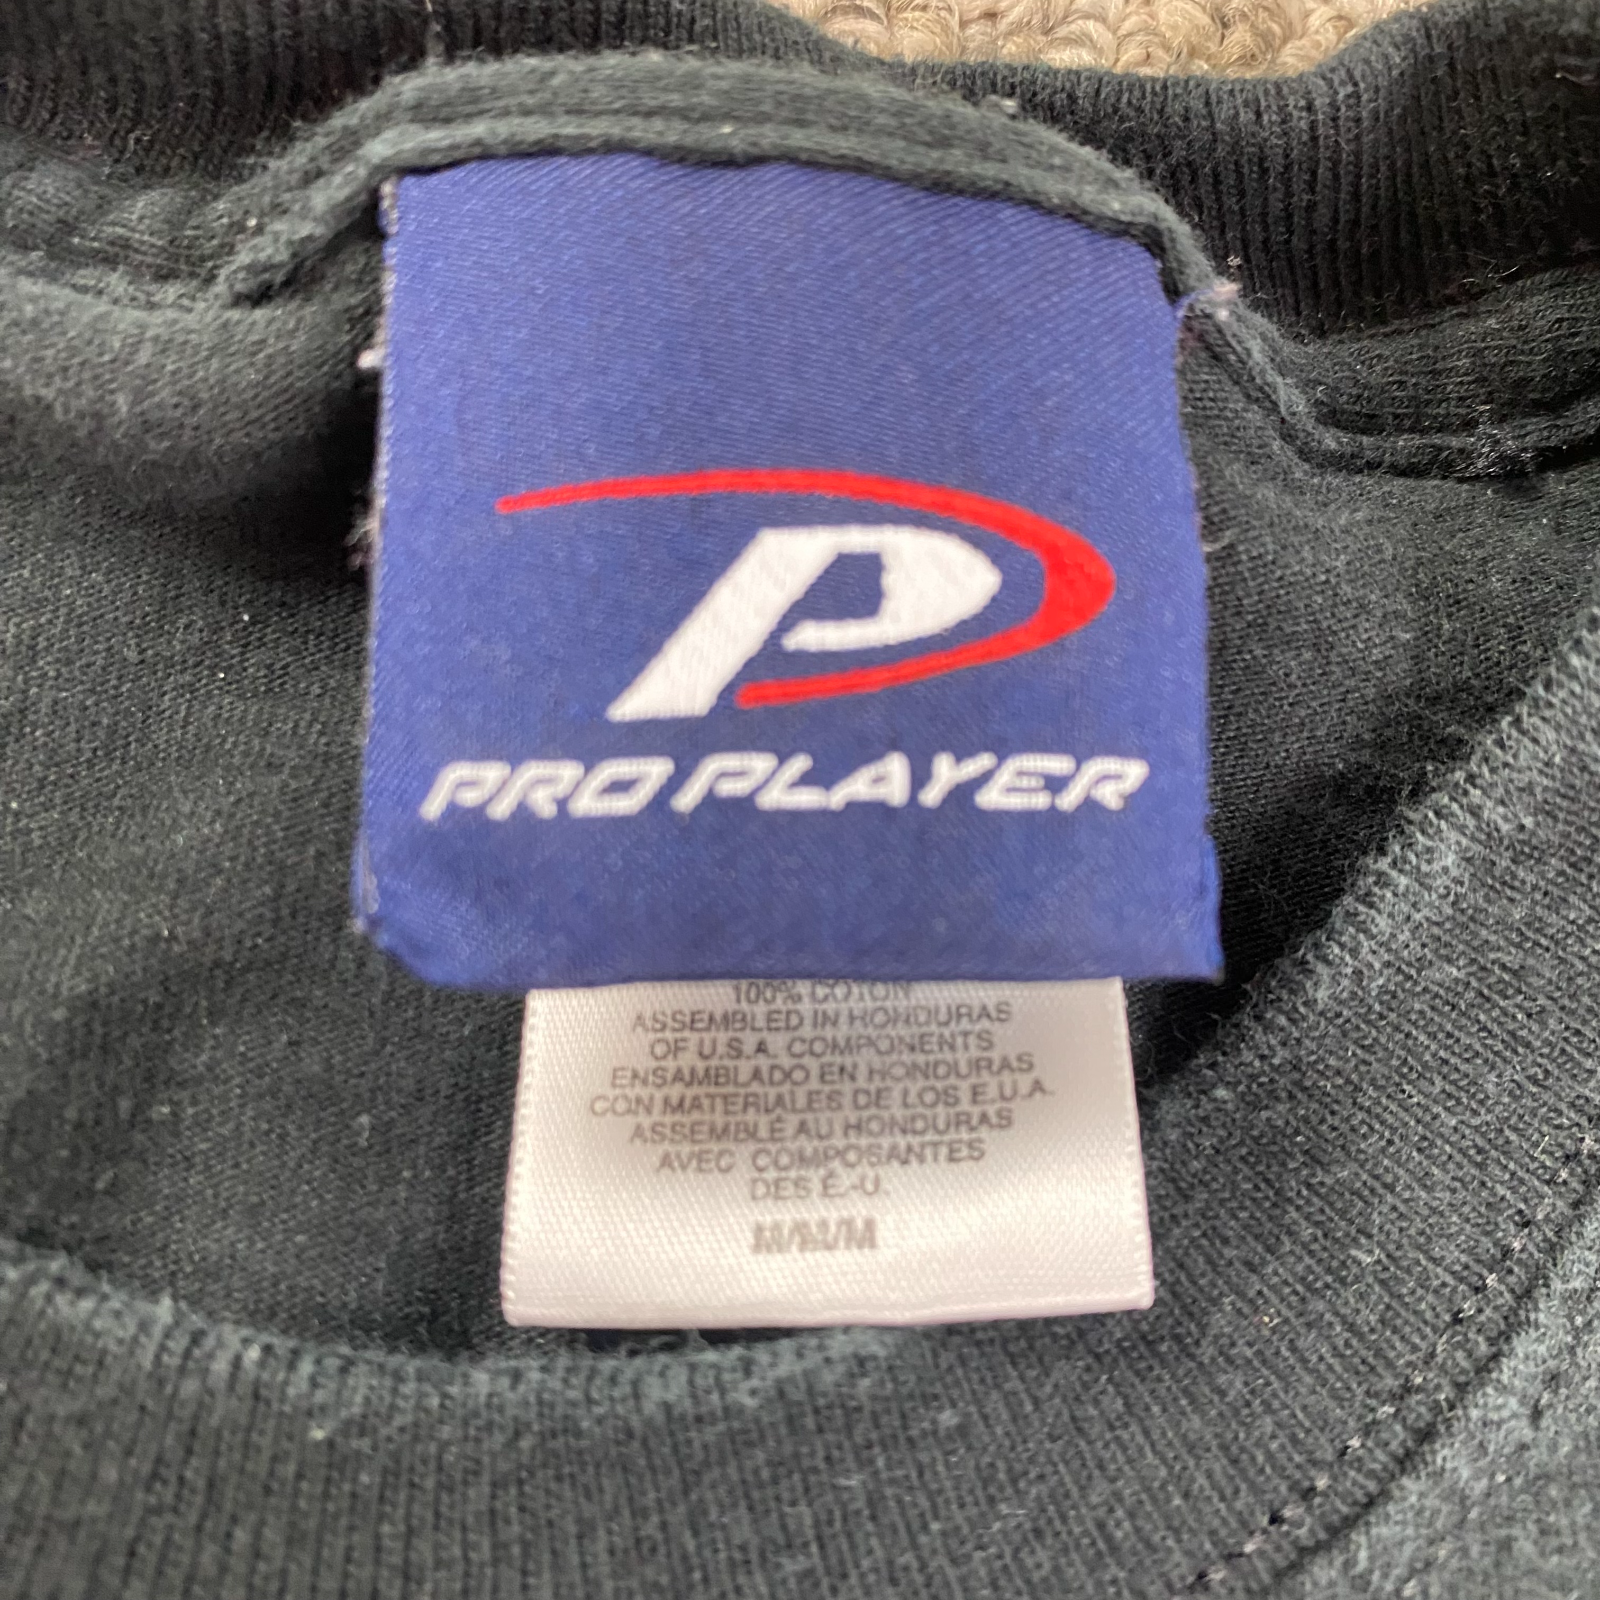 P
PRO PLAYER
100% COTON
ASSEMBLED IN HONDURAS
OF U.S.A. COMPONENTS
ENSAMBLADO EN HONDURAS
CON MATERIALES DE LOS E.U.A.
ASSEMBLÉ AU HONDURAS
AVEC COMPOSANTES
DES É.-U.
M/M/M